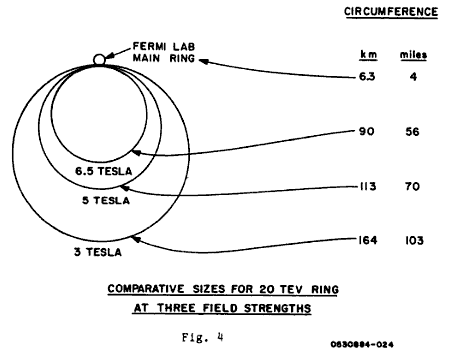 CIRCUMFERENCE
FERMI LAB
MAIN RING
km miles
6.3 4
90 56
6.5 TESLA
113 70
5 TESLA
164 103
3 TESLA
COMPARATIVE SIZES FOR 20 TEV RING
AT THREE FIELD STRENGTHS
Fig. 4
0630884-024